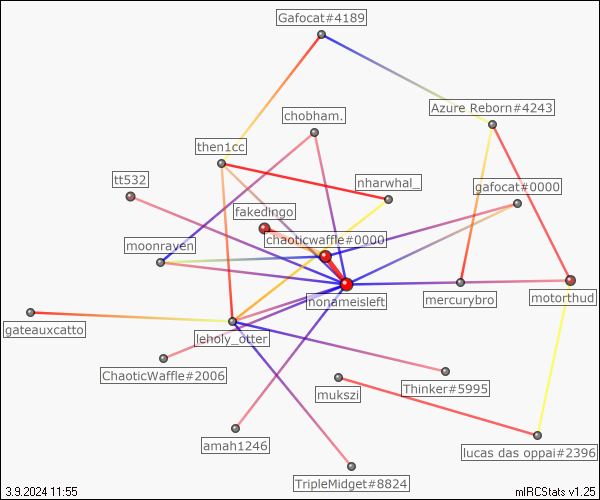 Gafocat#4189
Azure Reborn#4243
chobham.
then1cc
tt532
nharwhal_
gafocat#0000
fakedngo
chaoticwaffle#0000
moonraven
nonameisleft
mercurybro
motorthud
gateauxcatto
leholy_otter
ChaoticWaffle#2006
Thinker#5995
mukszi
amah1246
lucas das oppai#2396
TripleMidget#8824
3.9.2024 11:55
mIRCStats v1.25